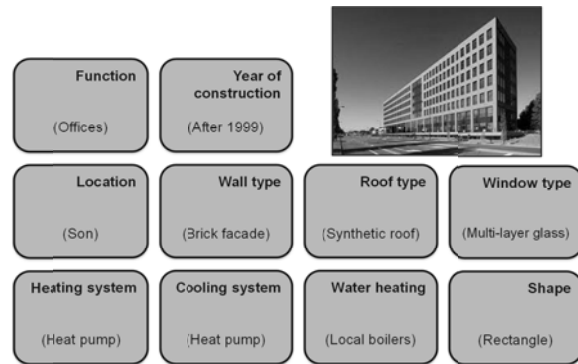 Function
(Offices)
Year of
construction
(After 1999)
Location
(Son)
Wall type
(Brick facade)
Roof type
(Synthetic roof)
Window type
(Multi-layer glass)
Heating system
(Heat pump)
Cooling system
(Heat pump)
Water heating
(Local boilers)
Shape
(Rectangle)